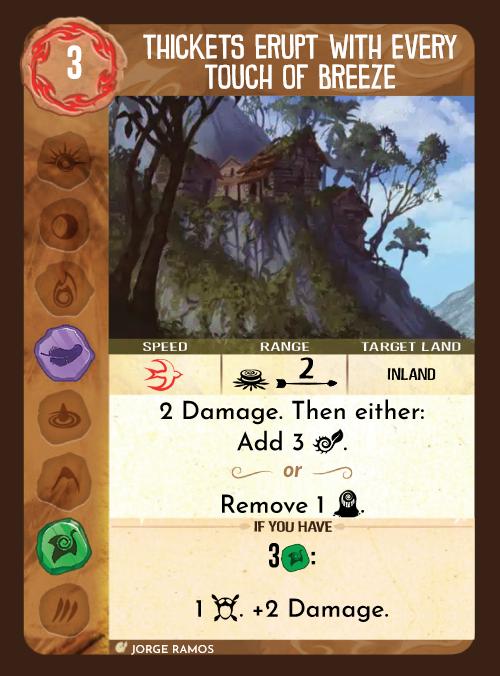 3
THICKETS ERUPT WITH EVERY
TOUCH OF BREEZE
SPEED RANGE TARGET LAND
2 INLAND
2 Damage. Then either:
Add 3 .
or
Remove 1 .
IF YOU HAVE
3 :
1 . +2 Damage.
JORGE RAMOS